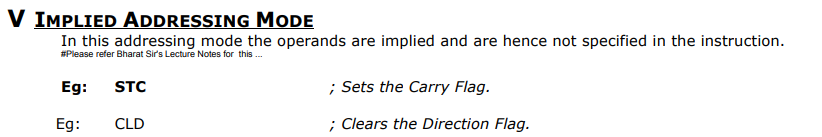 V IMPLIED ADDRESSING MODE
In this addressing mode the operands are implied and are hence not specified in the instruction.
#Please refer Bharat Sir's Lecture Notes for this ...
Eg: STC ; Sets the Carry Flag.
Eg: CLD ; Clears the Direction Flag.